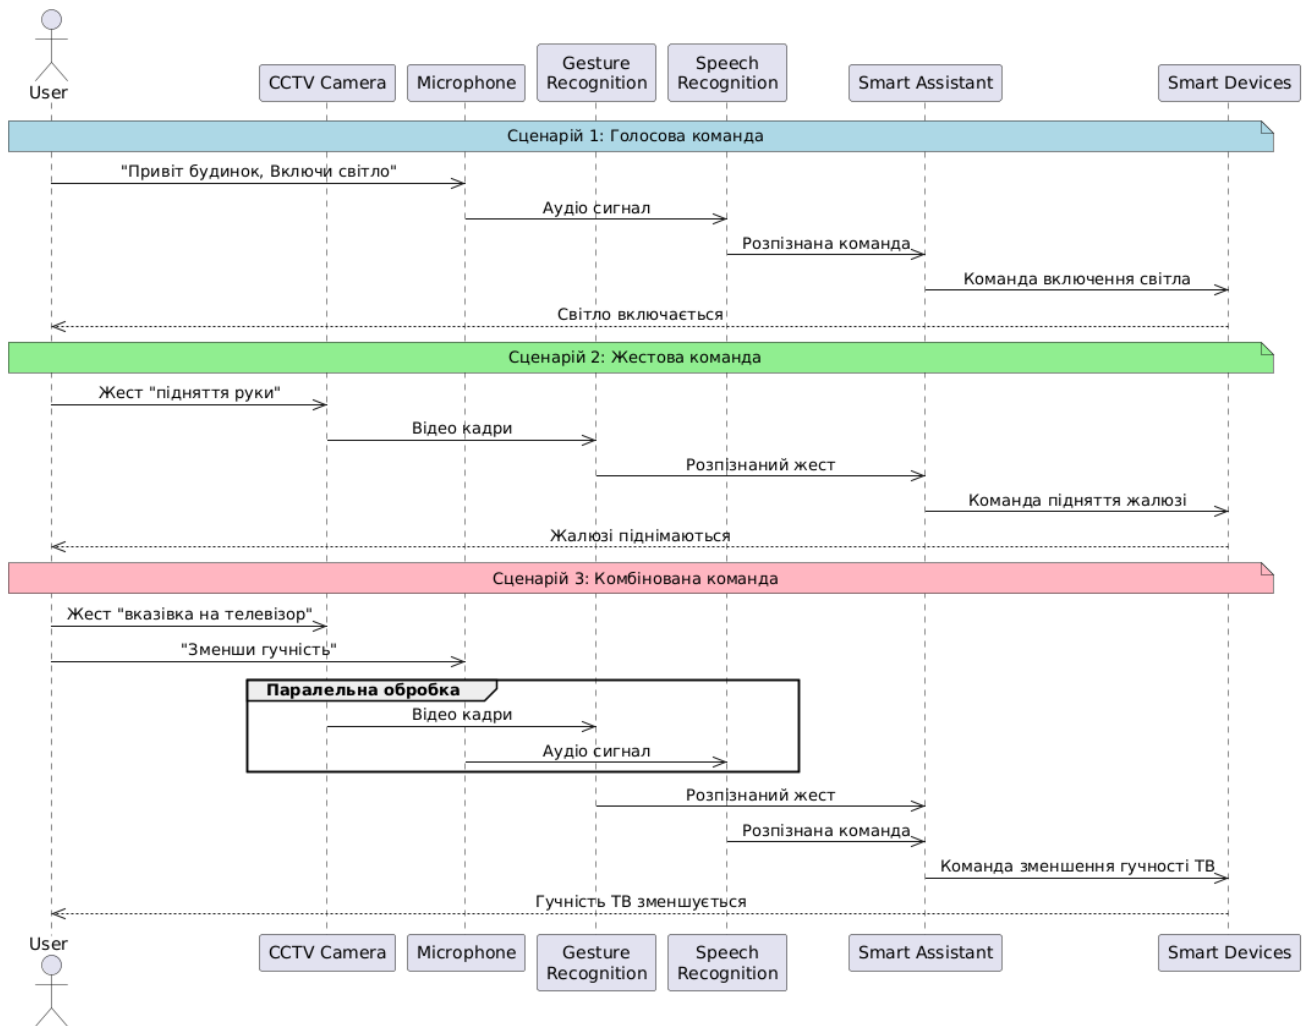 User
CCTV Camera
Microphone
Gesture
Recognition
Speech
Recognition
Smart Assistant
Smart Devices
Сценарій 1: Голосова команда
"Привіт будинок, Включи світло"
Аудіо сигнал
Розпізнана команда
Команда включення світла
Світло включається
Сценарій 2: Жестова команда
Жест "підняття руки"
Відео кадри
Розпізнаний жест
Команда підняття жалюзі
Жалюзі піднімаються
Сценарій 3: Комбінована команда
Жест "вказівка на телевізор"
"Зменши гучність"
Паралельна обробка
Відео кадри
Аудіо сигнал
Розпізнаний жест
Розпізнана команда
Команда зменшення гучності ТВ
Гучність ТВ зменшується
User
CCTV Camera
Microphone
Gesture
Recognition
Speech
Recognition
Smart Assistant
Smart Devices